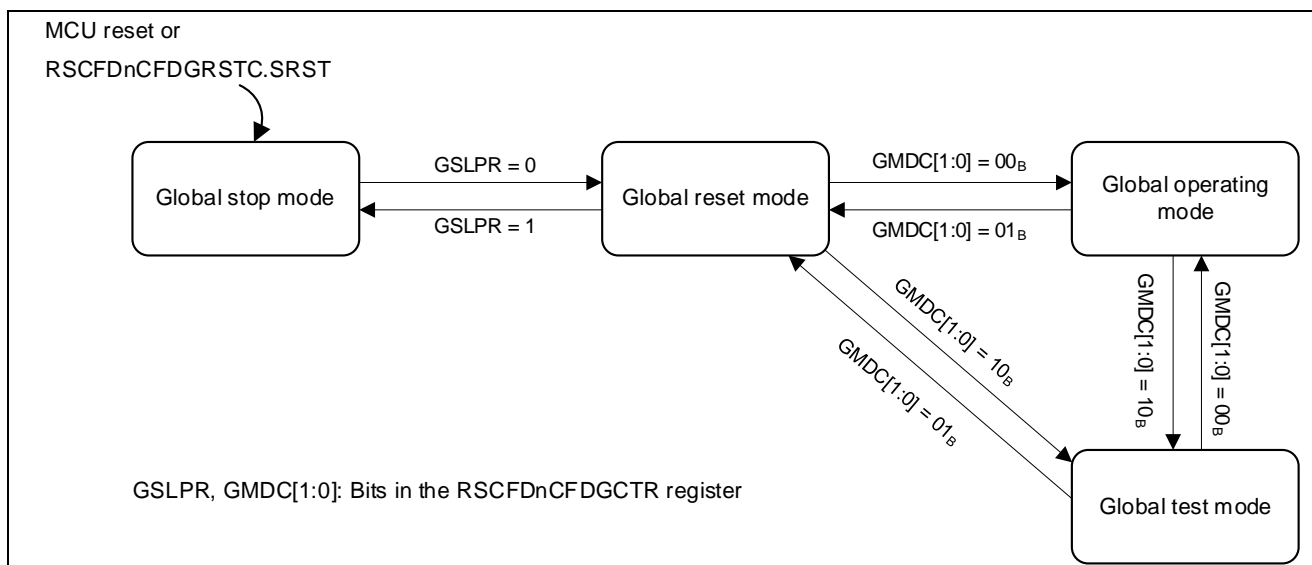 MCU reset or
RSCFDnCFDGRSTC.SRST
Global stop mode
GSLPR = 0
GSLPR = 1
Global reset mode
GMDC[1:0] = 00B
GMDC[1:0] = 01B
Global operating
mode
GMDC[1:0] = 10B
GMDC[1:0] = 01B
GMDC[1:0] = 10B
GMDC[1:0] = 00B
Global test mode
GSLPR, GMDC[1:0]: Bits in the RSCFDnCFDGCTR register